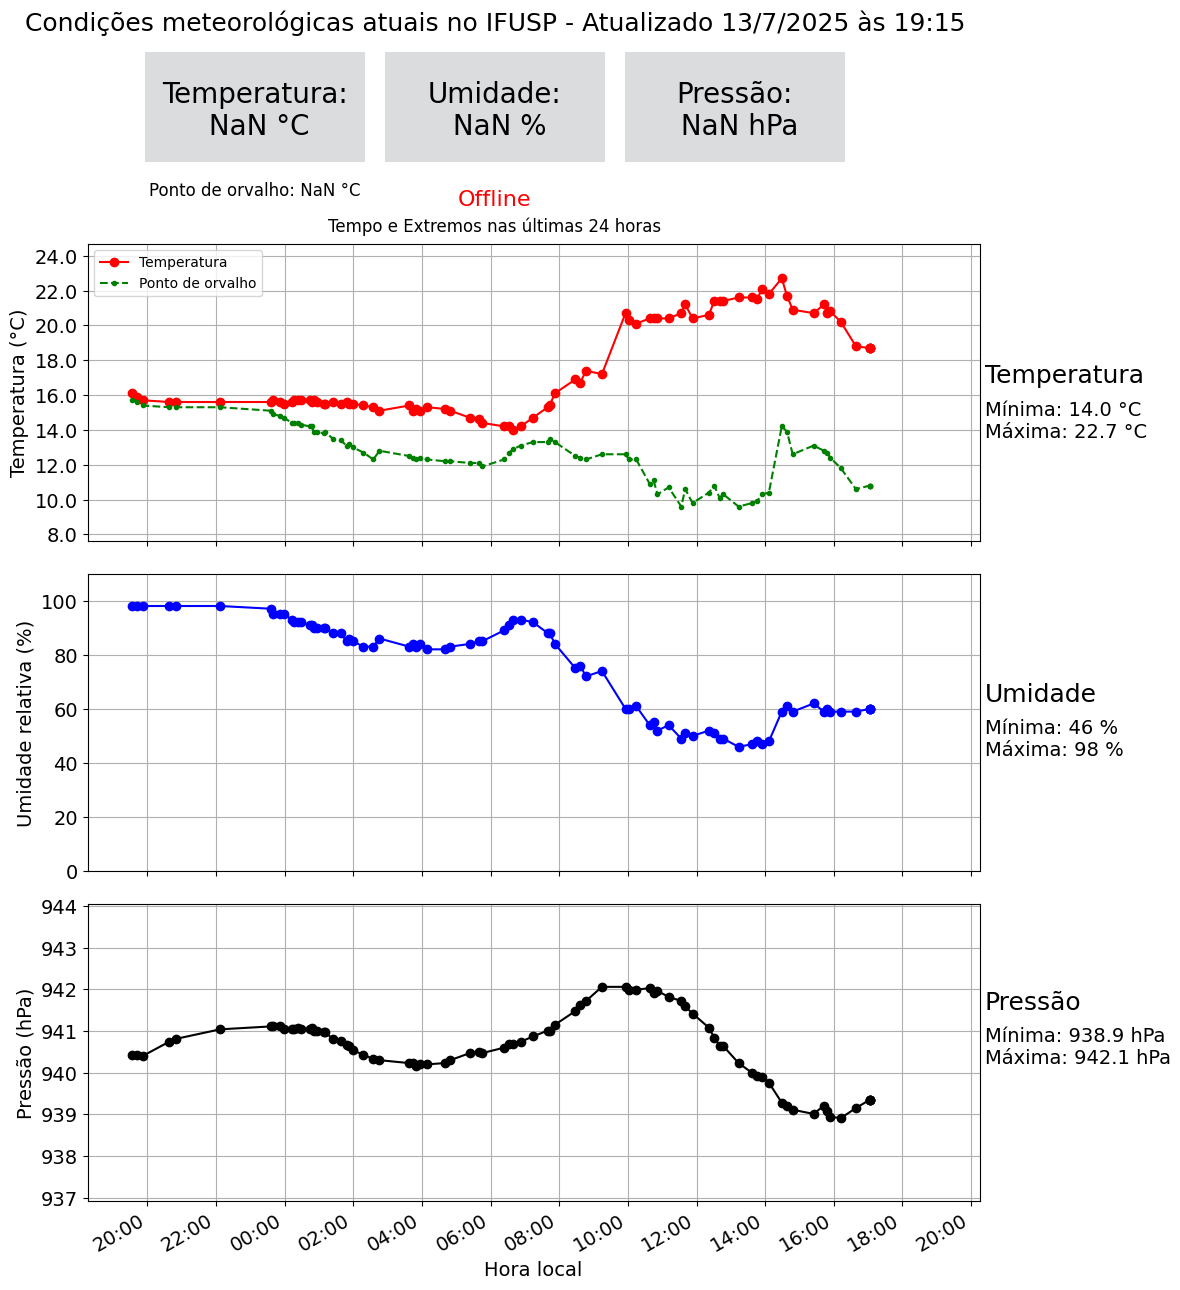 Condições meteorológicas atuais no IFUSP - Atualizado 13/7/2025 às 19:15
Temperatura:
NaN °C
Umidade:
NaN %
Pressão:
NaN hPa
Ponto de orvalho: NaN °C
Offline
Tempo e Extremos nas últimas 24 horas
Temperatura
Ponto de orvalho
24.0
22.0
20.0
18.0
16.0
14.0
12.0
10.0
8.0
Temperatura (°C)
Temperatura
Mínima: 14.0 °C
Máxima: 22.7 °C
100
80
60
40
20
0
Umidade relativa (%)
Umidade
Mínima: 46 %
Máxima: 98 %
944
943
942
941
940
939
938
937
Pressão (hPa)
Pressão
Mínima: 938.9 hPa
Máxima: 942.1 hPa
20:00 22:00 00:00 02:00 04:00 06:00 08:00 10:00 12:00 14:00 16:00 18:00 20:00
Hora local